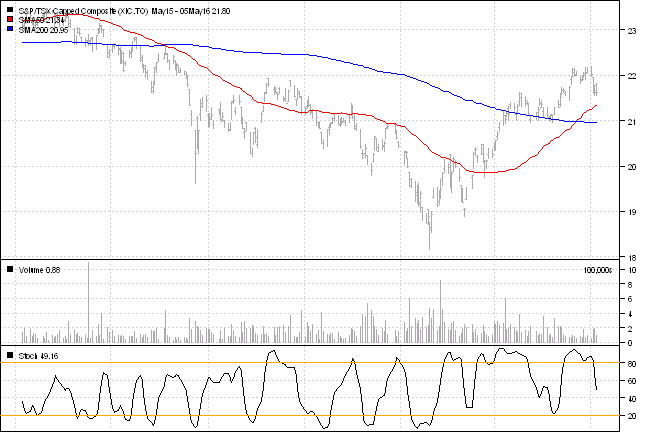 S&P/TSX Capped Composite (XIC.TO) May15 - 05May16 21.60
SMA50 21.34
SMA200 20.95
23
22
21
20
19
18
Volume 0.88
100,000s
10
8
6
4
2
0
Stoch 49.16
80
60
40
20